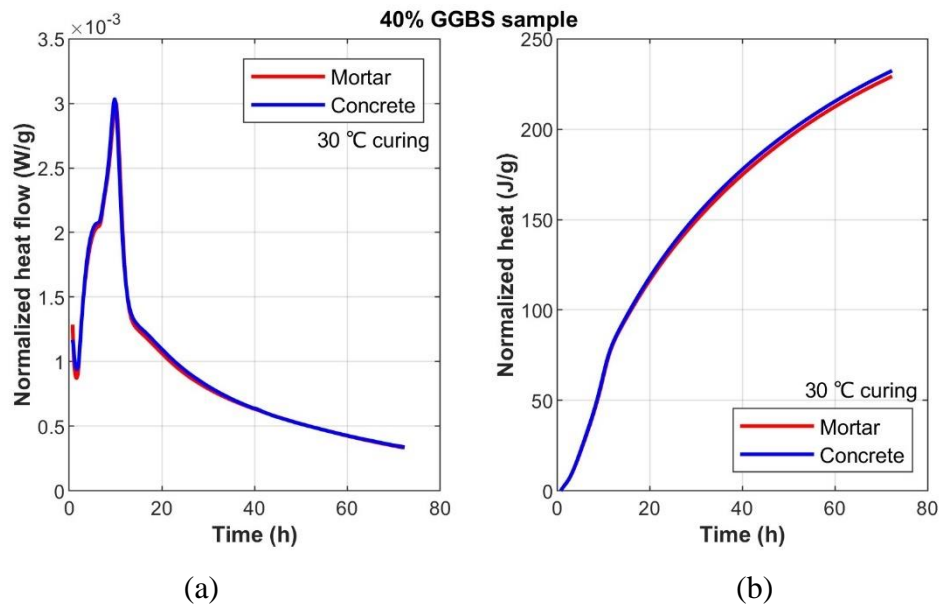 40% GGBS sample
×10⁻³
3.5
3
2.5
2
1.5
1
0.5
0
0 20 40 60 80
Normalized heat flow (W/g)
Time (h)
Mortar
Concrete
30 ℃ curing
(a)
250
200
150
100
50
0
0 20 40 60 80
Normalized heat (J/g)
Time (h)
30 ℃ curing
Mortar
Concrete
(b)